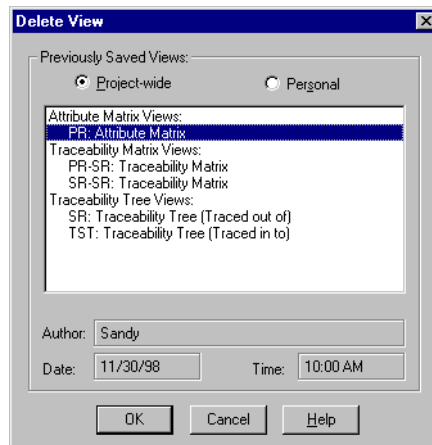 Delete View
Previously Saved Views:
Project-wide Personal
Attribute Matrix Views:
PR: Attribute Matrix
Traceability Matrix Views:
PR-SR: Traceability Matrix
SR-SR: Traceability Matrix
Traceability Tree Views:
SR: Traceability Tree (Traced out of)
TST: Traceability Tree (Traced in to)
Author: Sandy
Date: 11/30/98 Time: 10:00 AM
OK Cancel Help